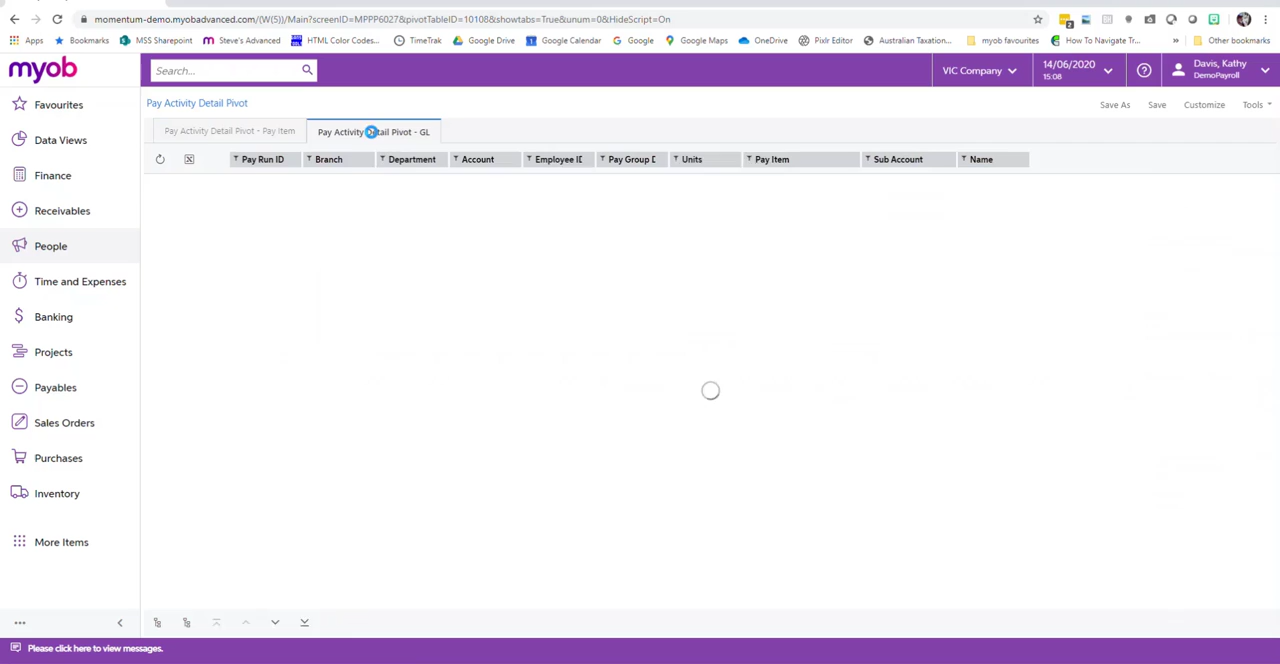 momentum-demo.myobadvanced.com/(W(5))/Main?screenID=MPPP6027&pivotTableID=10108&showtabs=True&unum=0&HideScript=On
Apps Bookmarks MSS Sharepoint Steve's Advanced HTML Color Codes... TimeTrak Google Drive Google Calendar Google Google Maps OneDrive Pixlr Editor Australian Taxation... myob favourites How To Navigate Tr... » Other bookmarks
myob Search... VIC Company 14/06/2020 15:08 Davis, Kathy DemoPayroll
Pay Activity Detail Pivot
Save As Save Customize Tools
Pay Activity Detail Pivot - Pay Item Pay Activity Detail Pivot - GL
Pay Run ID Branch Department Account Employee ID Pay Group D Units Pay Item Sub Account Name
Favourites
Data Views
Finance
Receivables
People
Time and Expenses
Banking
Projects
Payables
Sales Orders
Purchases
Inventory
More Items
Please click here to view messages.